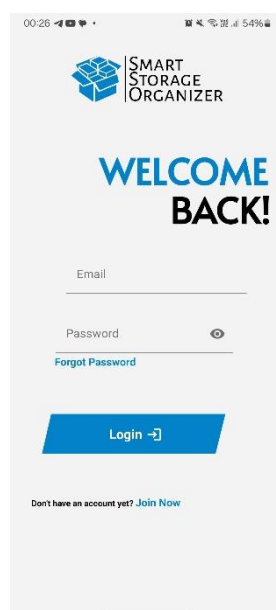 00:26
54%
SMART
STORAGE
ORGANIZER
WELCOME
BACK!
Email
Password
Forgot Password
Login
Don't have an account yet? Join Now